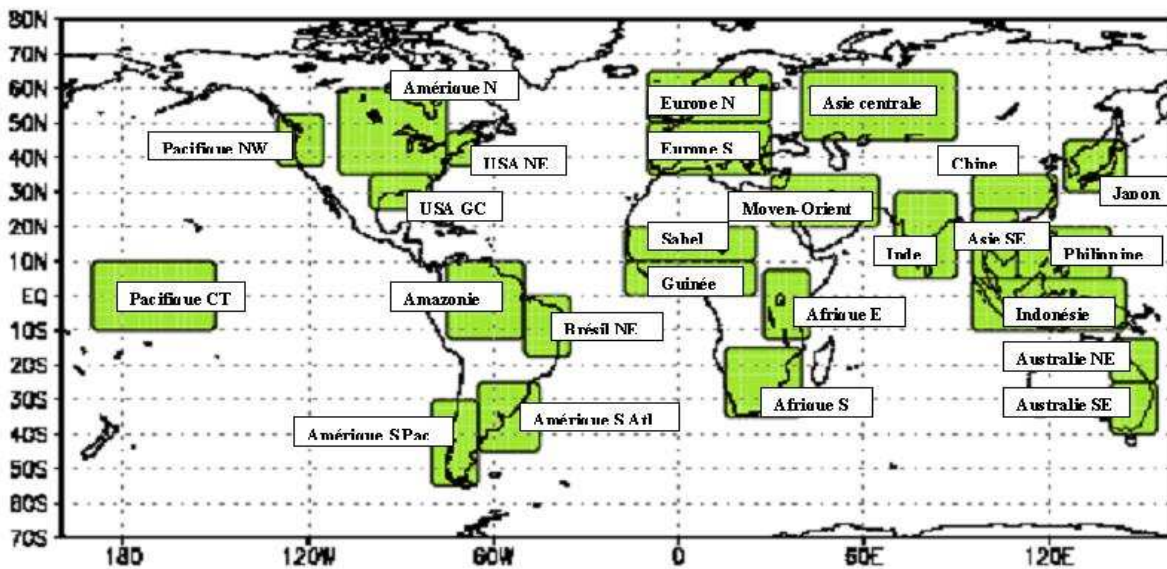 80N
70N
60N
50N
40N
30N
20N
10N
EQ
10S
20S
30S
40S
50S
60S
70S
180
120W
60W
0
60E
120E
Amérique N
Europe N
Asie centrale
Pacifique NW
Europe S
USA NE
Chine
Japon
USA GC
Moyen-Orient
Sahel
Inde
Asie SE
Philippine
Guinée
Pacifique CT
Amazonie
Afrique E
Indonésie
Brésil NE
Australie NE
Afrique S
Australie SE
Amérique S Pac
Amérique S Atl